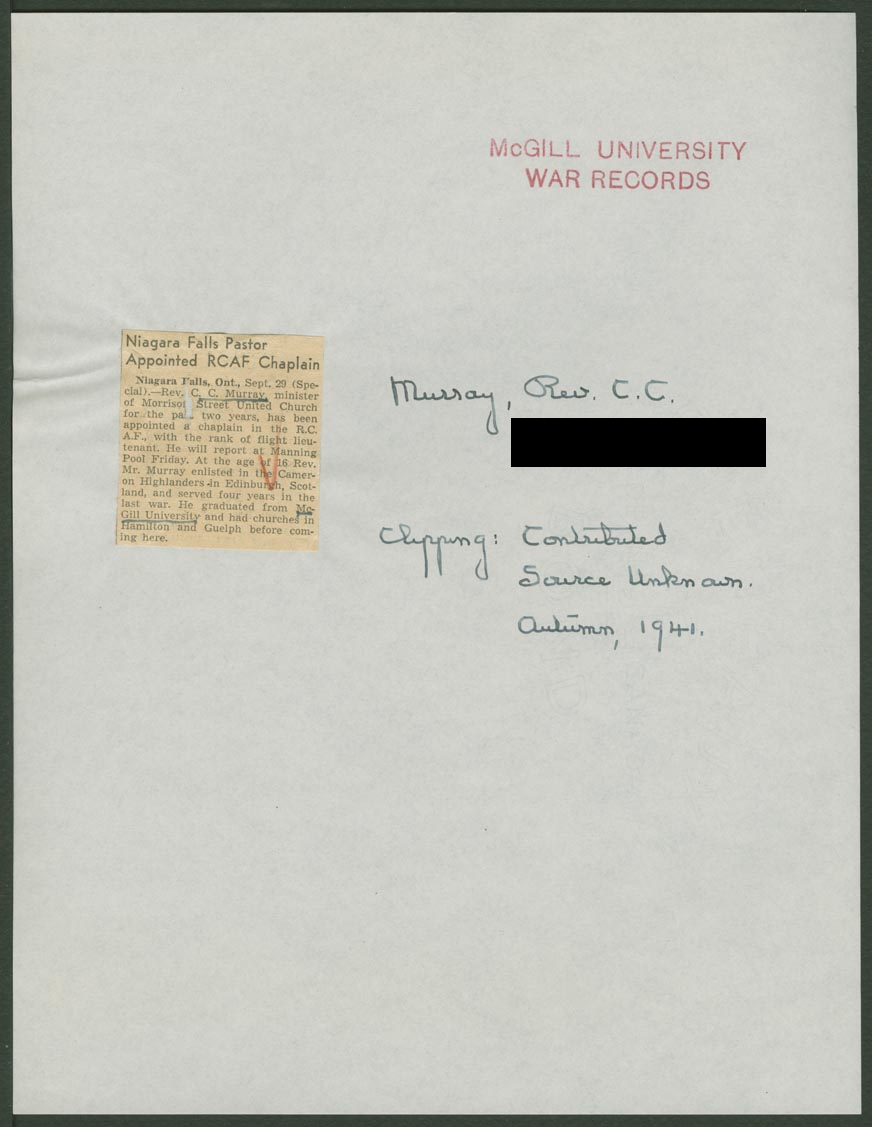 McGILL UNIVERSITY
WAR RECORDS
Niagara Falls Pastor
Appointed RCAF Chaplain
Niagara Falls, Ont., Sept. 29 (Spe-
cial).—Rev. C. C. Murray, minister
of Morrison Street United Church
for the pa   two years, has been
appointed a chaplain in the R.C.
A.F., with the rank of flight lieu-
tenant. He will report at Manning
Pool Friday. At the age of 16 Rev.
Mr. Murray enlisted in the Camer-
on Highlanders in Edinburgh, Scot-
land, and served four years in the
last war. He graduated from Mc-
Gill University and had churches in
Hamilton and Guelph before com-
ing here.
Murray, Rev. C. C.
Clipping: Contributed
Source Unknown.
Autumn, 1941.